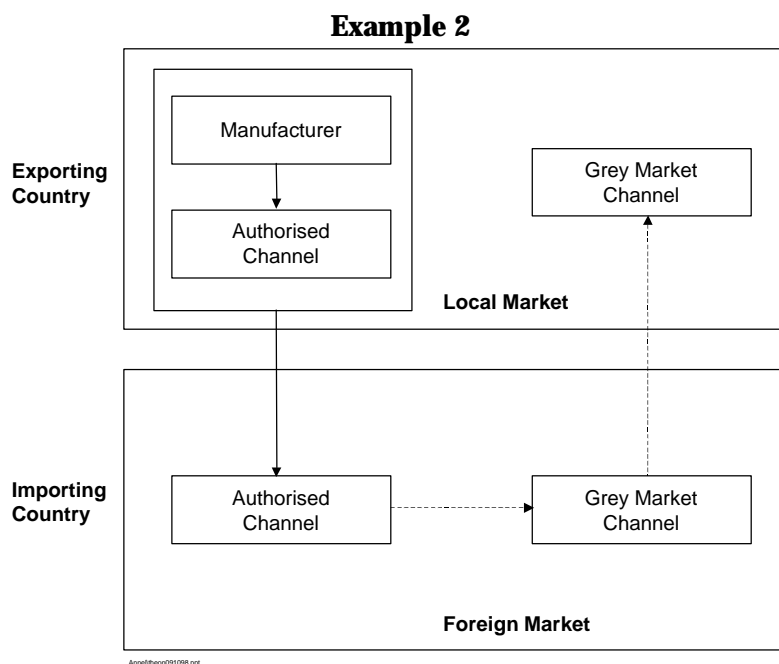 Example 2
Manufacturer
Exporting
Country
Grey Market
Channel
Authorised
Channel
Local Market
Importing
Country
Authorised
Channel
Grey Market
Channel
Foreign Market